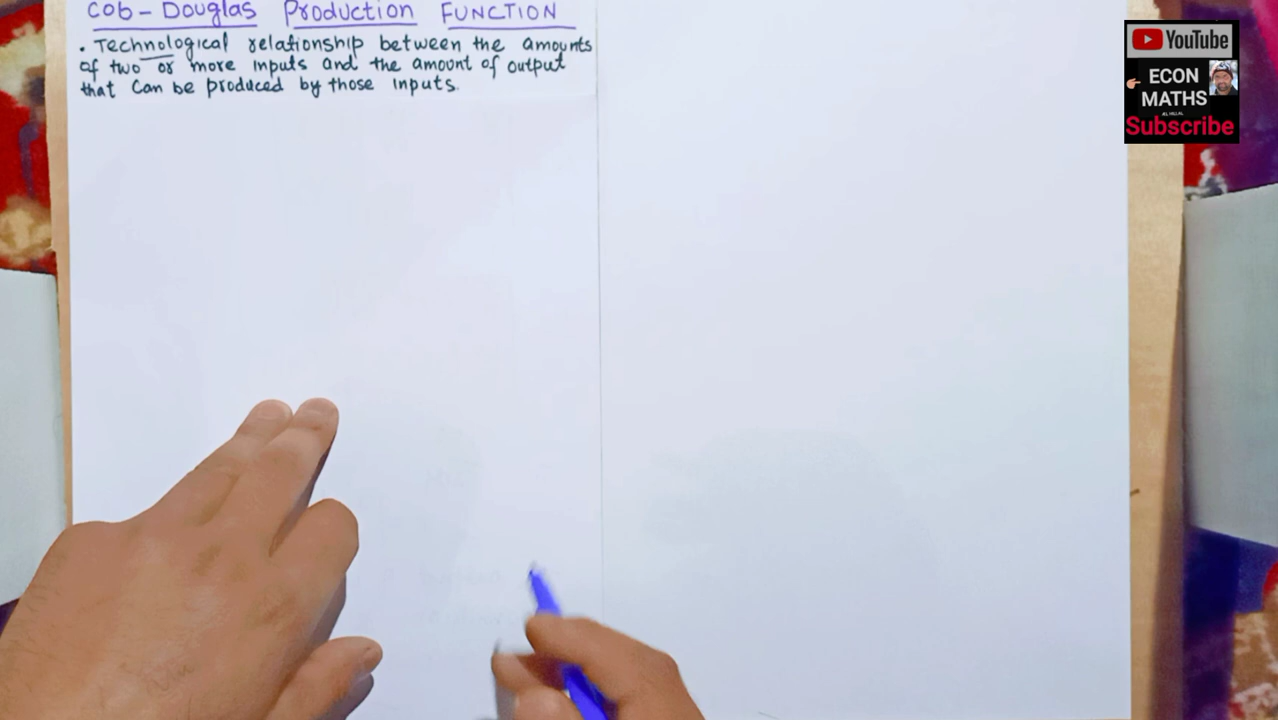 Cob-Douglas Production FUNCTION
• Technological relationship between the amounts
of two or more inputs and the amount of output
that Can be produced by those inputs.
YouTube
ECON
MATHS
Subscribe